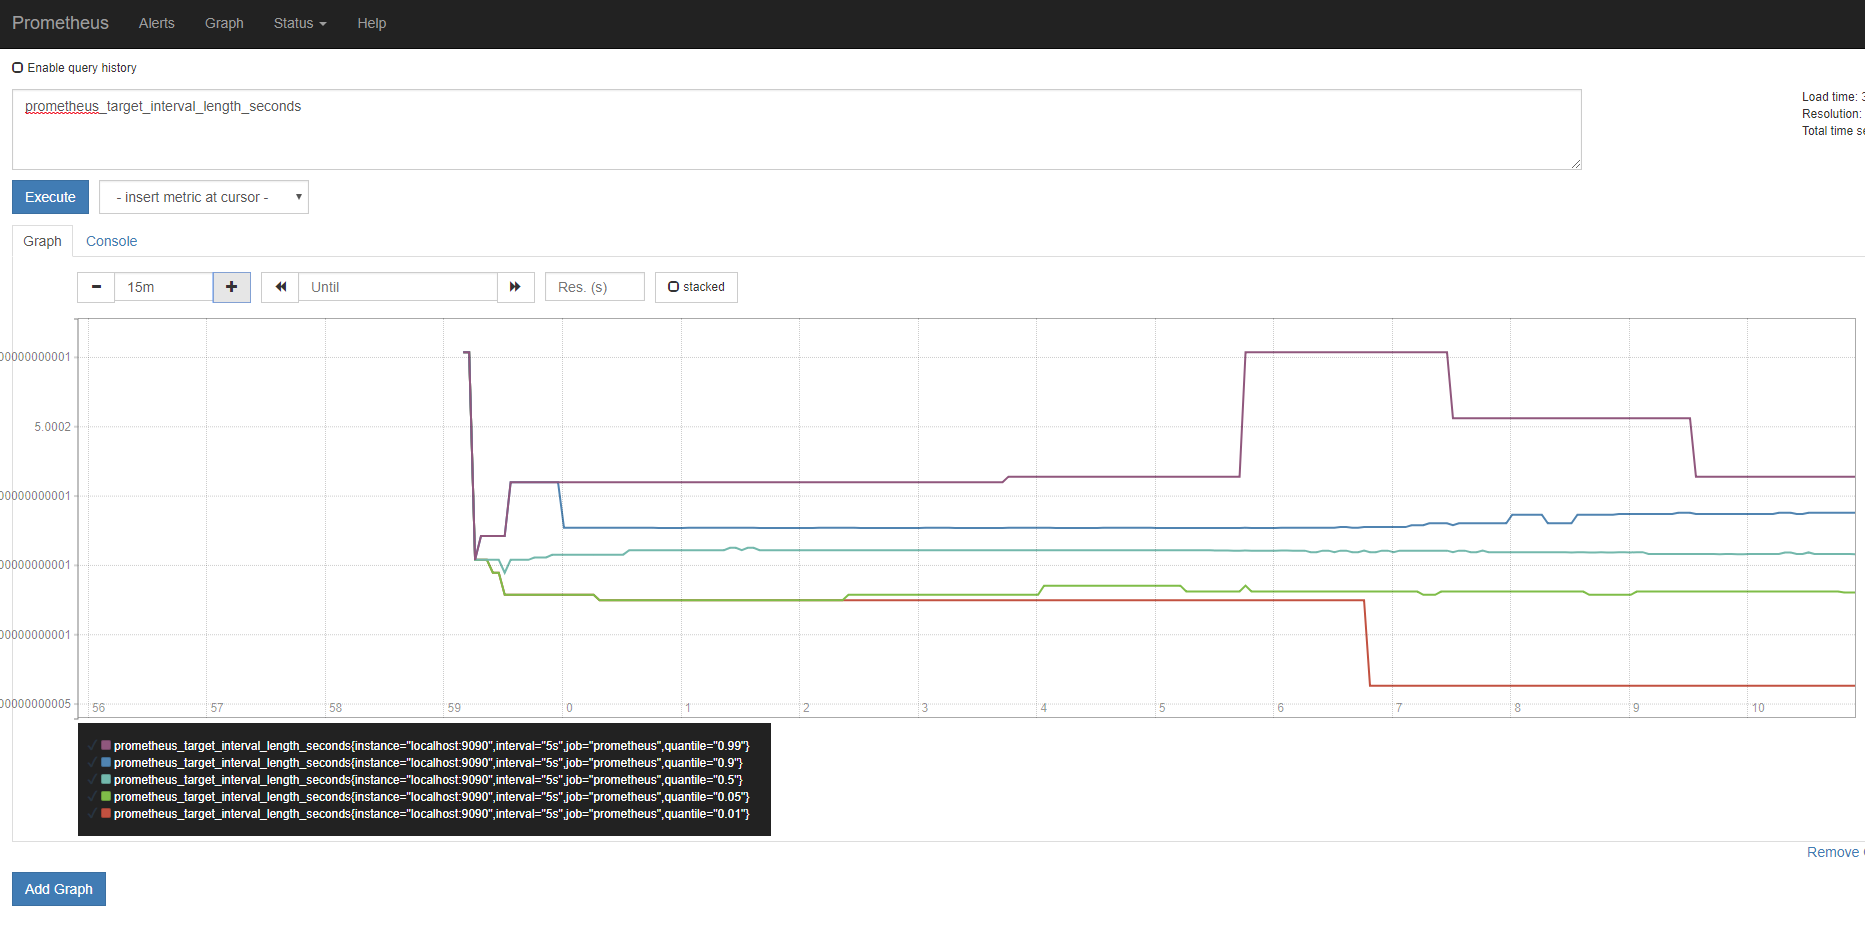 Prometheus Alerts Graph Status Help
Enable query history
prometheus_target_interval_length_seconds
Load time: 3
Resolution:
Total time se
Execute - insert metric at cursor -
Graph Console
15m Until Res. (s) stacked
00000000001
5.0002
00000000001
00000000001
00000000001
00000000005
56 57 58 59 0 1 2 3 4 5 6 7 8 9 10
prometheus_target_interval_length_seconds{instance="localhost:9090",interval="5s",job="prometheus",quantile="0.99"}
prometheus_target_interval_length_seconds{instance="localhost:9090",interval="5s",job="prometheus",quantile="0.9"}
prometheus_target_interval_length_seconds{instance="localhost:9090",interval="5s",job="prometheus",quantile="0.5"}
prometheus_target_interval_length_seconds{instance="localhost:9090",interval="5s",job="prometheus",quantile="0.05"}
prometheus_target_interval_length_seconds{instance="localhost:9090",interval="5s",job="prometheus",quantile="0.01"}
Remove
Add Graph